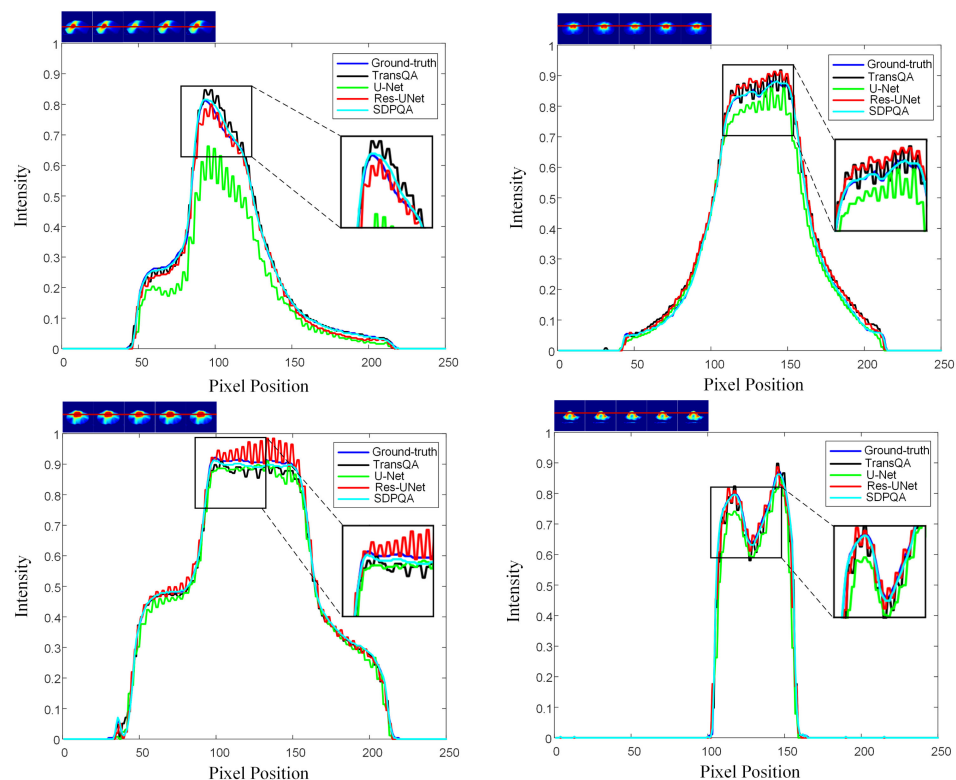 1
0.9
0.8
0.7
0.6
0.5
0.4
0.3
0.2
0.1
0
Intensity
Ground-truth
TransQA
U-Net
Res-UNet
SDPQA
0 50 100 150 200 250
Pixel Position
1
0.9
0.8
0.7
0.6
0.5
0.4
0.3
0.2
0.1
0
Intensity
Ground-truth
TransQA
U-Net
Res-UNet
SDPQA
0 50 100 150 200 250
Pixel Position
1
0.9
0.8
0.7
0.6
0.5
0.4
0.3
0.2
0.1
0
Intensity
Ground-truth
TransQA
U-Net
Res-UNet
SDPQA
0 50 100 150 200 250
Pixel Position
1
0.9
0.8
0.7
0.6
0.5
0.4
0.3
0.2
0.1
0
Intensity
Ground-truth
TransQA
U-Net
Res-UNet
SDPQA
0 50 100 150 200 250
Pixel Position